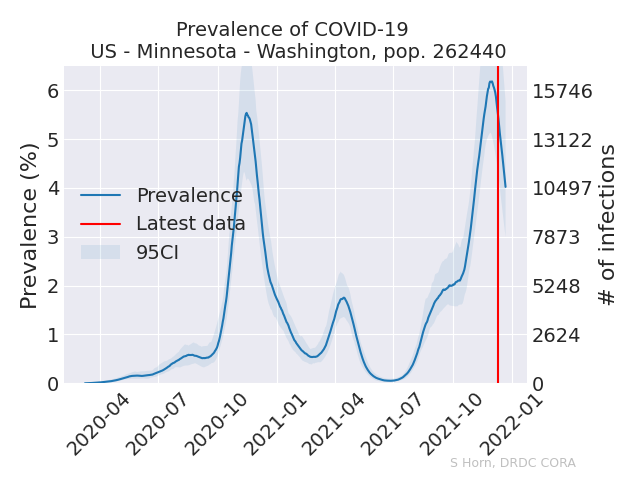 Prevalence of COVID-19
US - Minnesota - Washington, pop. 262440
Prevalence (%)
6
5
4
3
2
1
0
15746
13122
10497
7873
5248
2624
0
# of infections
Prevalence
Latest data
95CI
2020-04
2020-07
2020-10
2021-01
2021-04
2021-07
2021-10
2022-01
S Horn, DRDC CORA